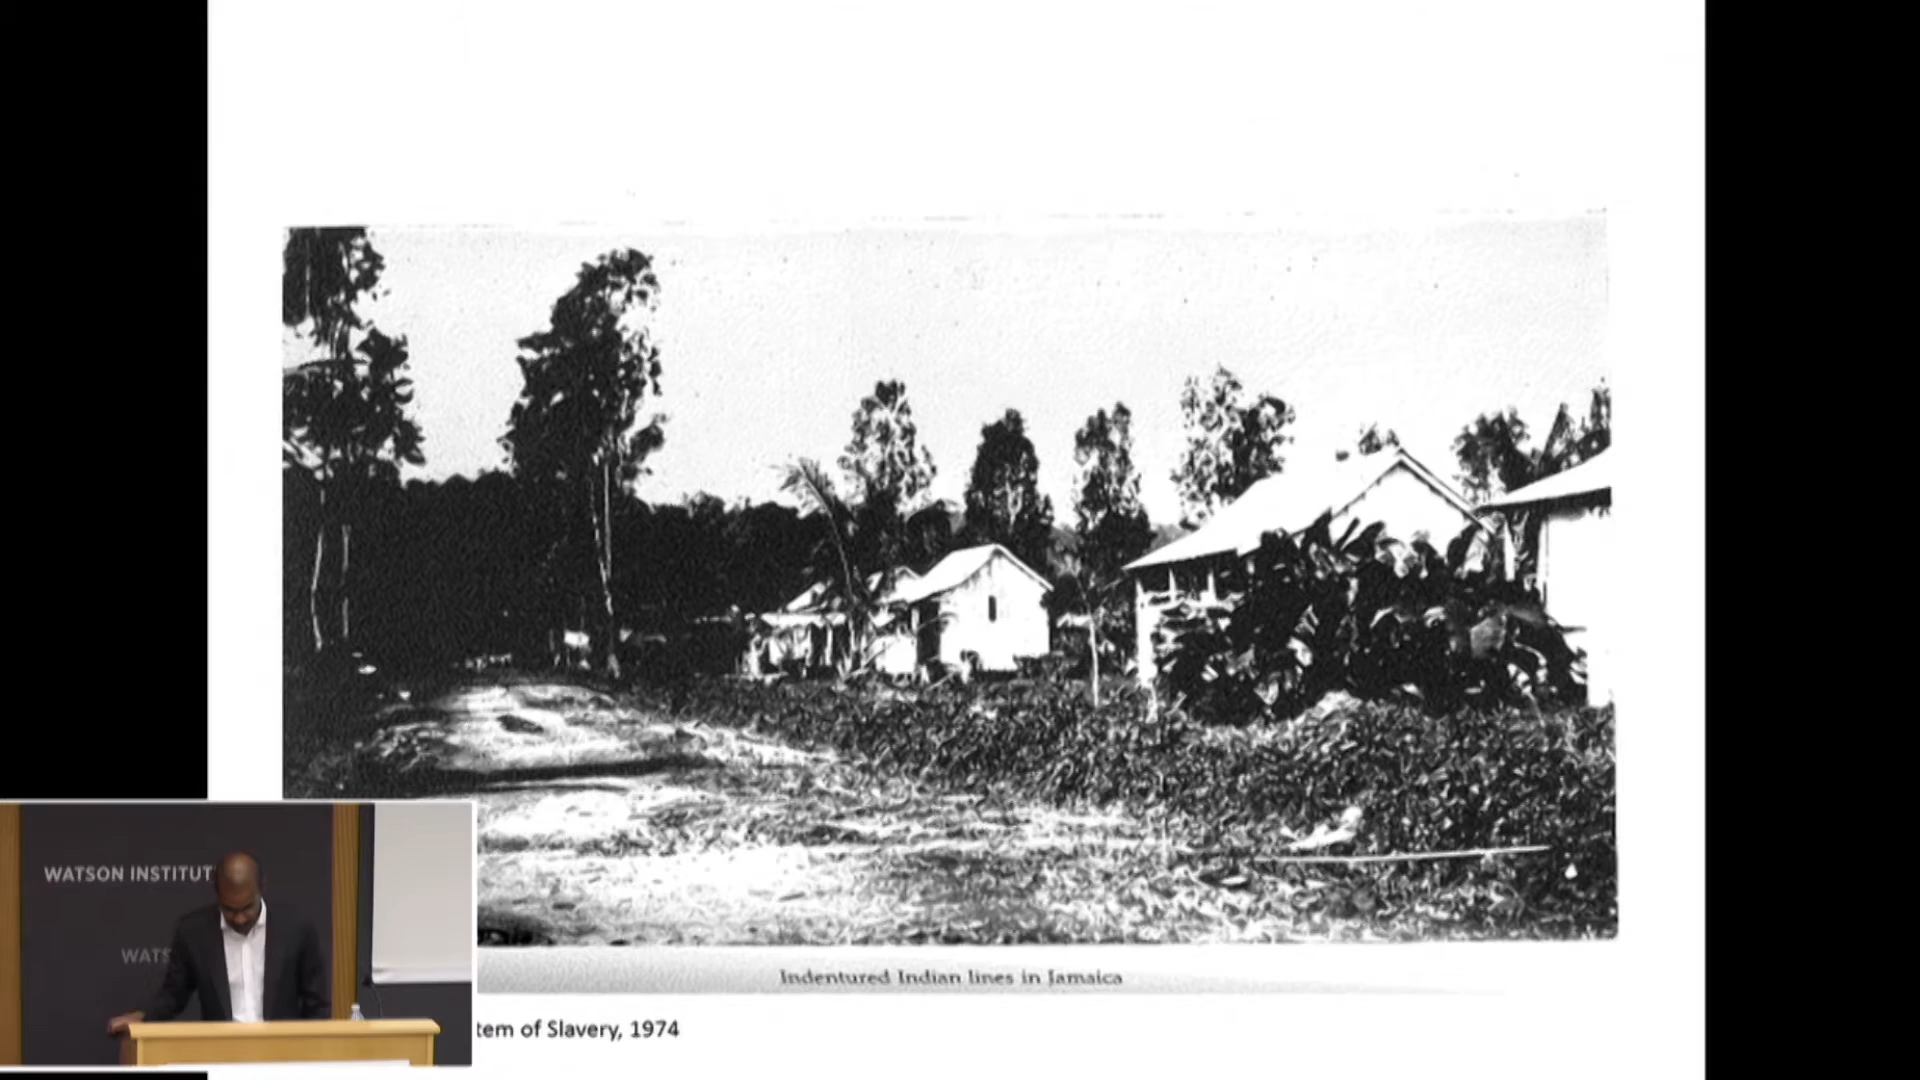 Indentured Indian lines in Jamaica
tem of Slavery, 1974
WATSON INSTITUT
WATS